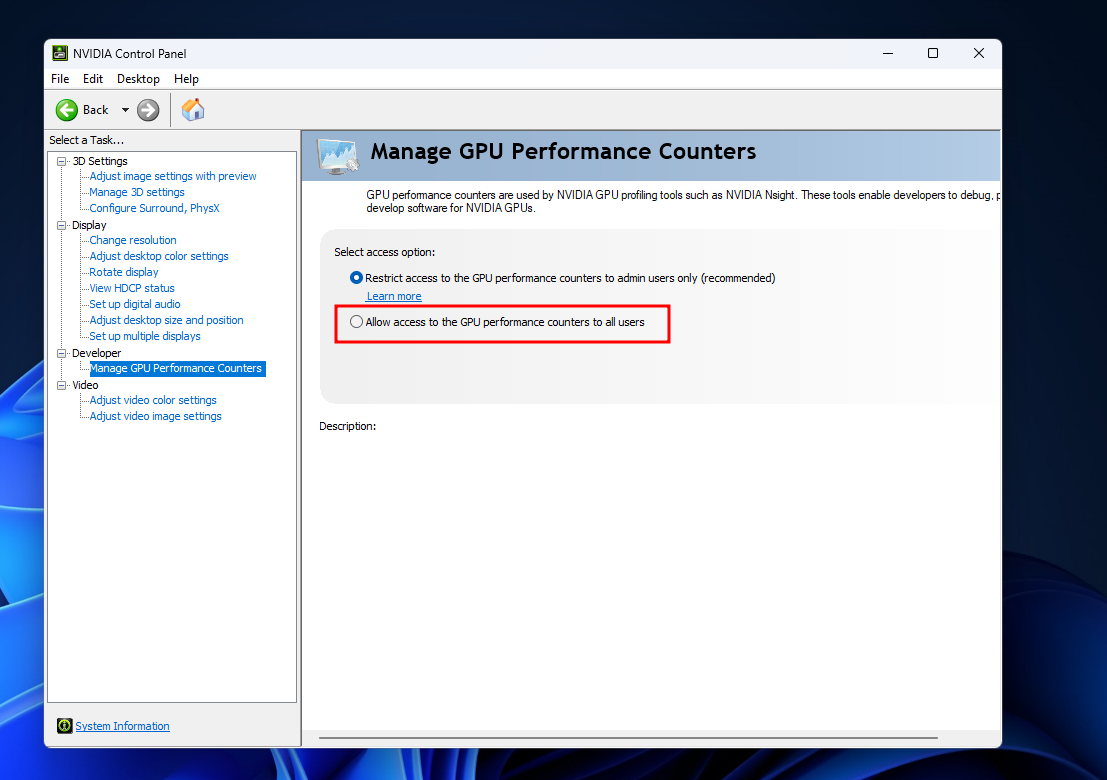 NVIDIA Control Panel
File Edit Desktop Help
Back
Select a Task...
3D Settings
Adjust image settings with preview
Manage 3D settings
Configure Surround, PhysX
Display
Change resolution
Adjust desktop color settings
Rotate display
View HDCP status
Set up digital audio
Adjust desktop size and position
Set up multiple displays
Developer
Manage GPU Performance Counters
Video
Adjust video color settings
Adjust video image settings
System Information
Manage GPU Performance Counters
GPU performance counters are used by NVIDIA GPU profiling tools such as NVIDIA Nsight. These tools enable developers to debug,
develop software for NVIDIA GPUs.
Select access option:
Restrict access to the GPU performance counters to admin users only (recommended)
Learn more
Allow access to the GPU performance counters to all users
Description: